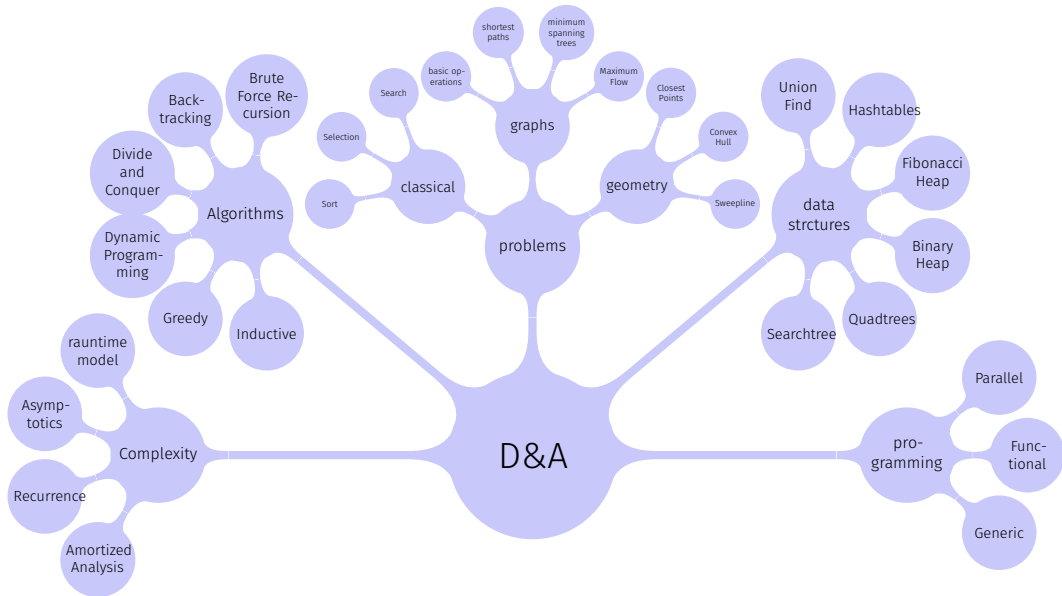 shortest
paths
minimum
spanning
trees
basic op-
erations
Maximum
Flow
graphs
Search
Selection
Sort
classical
Closest
Points
Convex
Hull
Sweepline
geometry
problems
Brute
Force Re-
cursion
Back-
tracking
Divide
and
Conquer
Dynamic
Program-
ming
Greedy
Inductive
Algorithms
Union
Find
Hashtables
Fibonacci
Heap
Binary
Heap
Quadtrees
Searchtree
data
strctures
rauntime
model
Asymp-
totics
Recurrence
Amortized
Analysis
Complexity
D&A
pro-
gramming
Parallel
Func-
tional
Generic